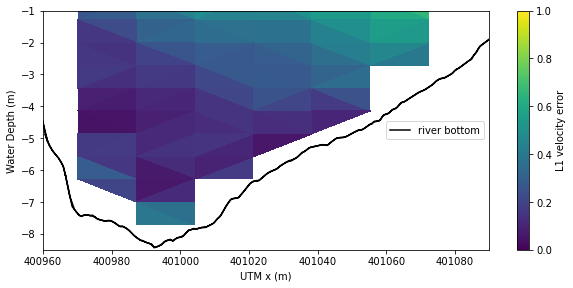 −1
−2
−3
−4
−5
−6
−7
−8
Water Depth (m)
400960 400980 401000 401020 401040 401060 401080
UTM x (m)
river bottom
1.0
0.8
0.6
0.4
0.2
0.0
L1 velocity error